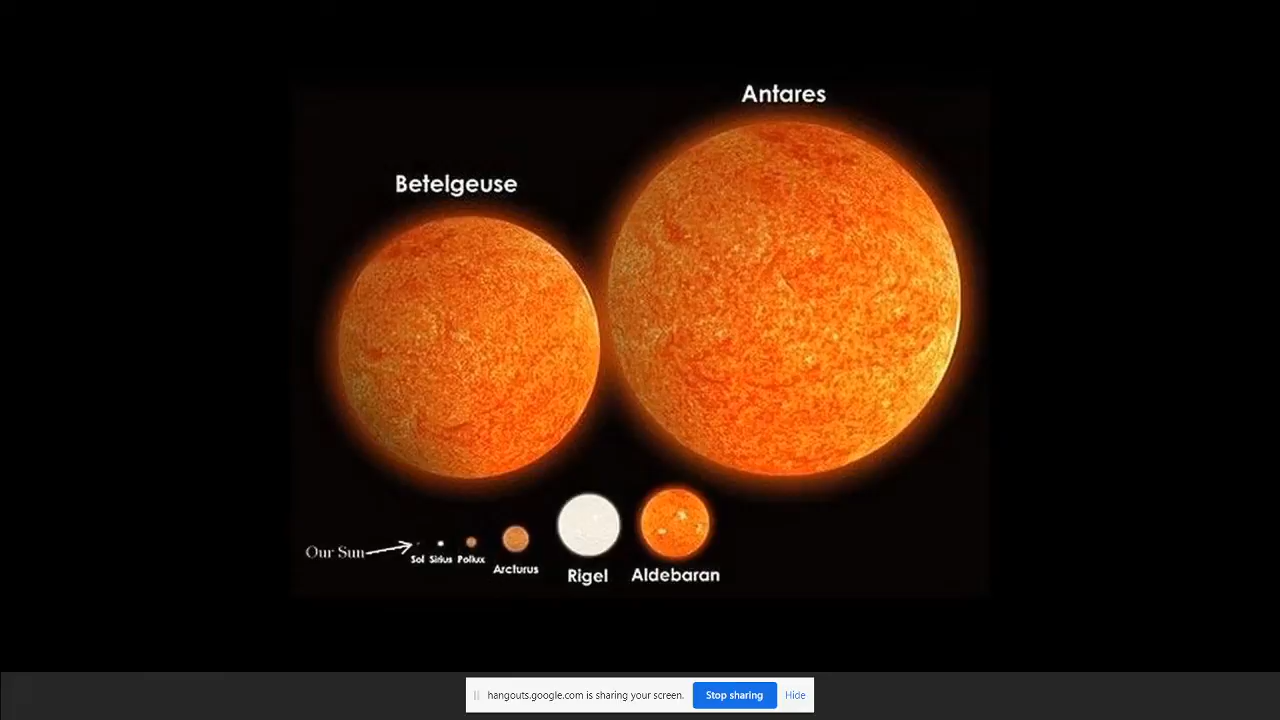 Antares
Betelgeuse
Our Sun
Sol Sirius Pollux
Arcturus
Rigel
Aldebaran
hangouts.google.com is sharing your screen. Stop sharing Hide